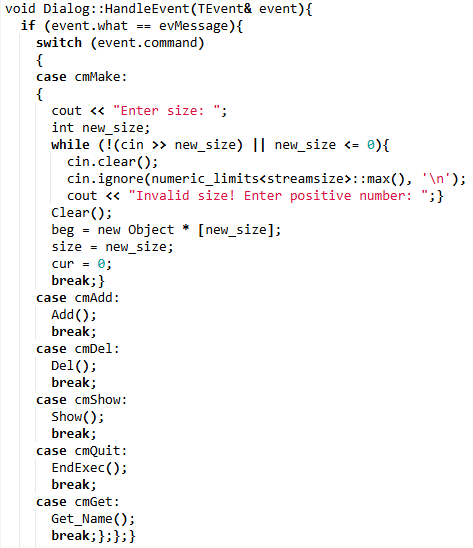 void Dialog::HandleEvent(TEvent& event){
if (event.what == evMessage){
switch (event.command)
{
case cmMake:
{
cout << "Enter size: ";
int new_size;
while (!(cin >> new_size) || new_size <= 0){
cin.clear();
cin.ignore(numeric_limits<streamsize>::max(), '\n');
cout << "Invalid size! Enter positive number: ";}
Clear();
beg = new Object * [new_size];
size = new_size;
cur = 0;
break;}
case cmAdd:
Add();
break;
case cmDel:
Del();
break;
case cmShow:
Show();
break;
case cmQuit:
EndExec();
break;
case cmGet:
Get_Name();
break;};};}